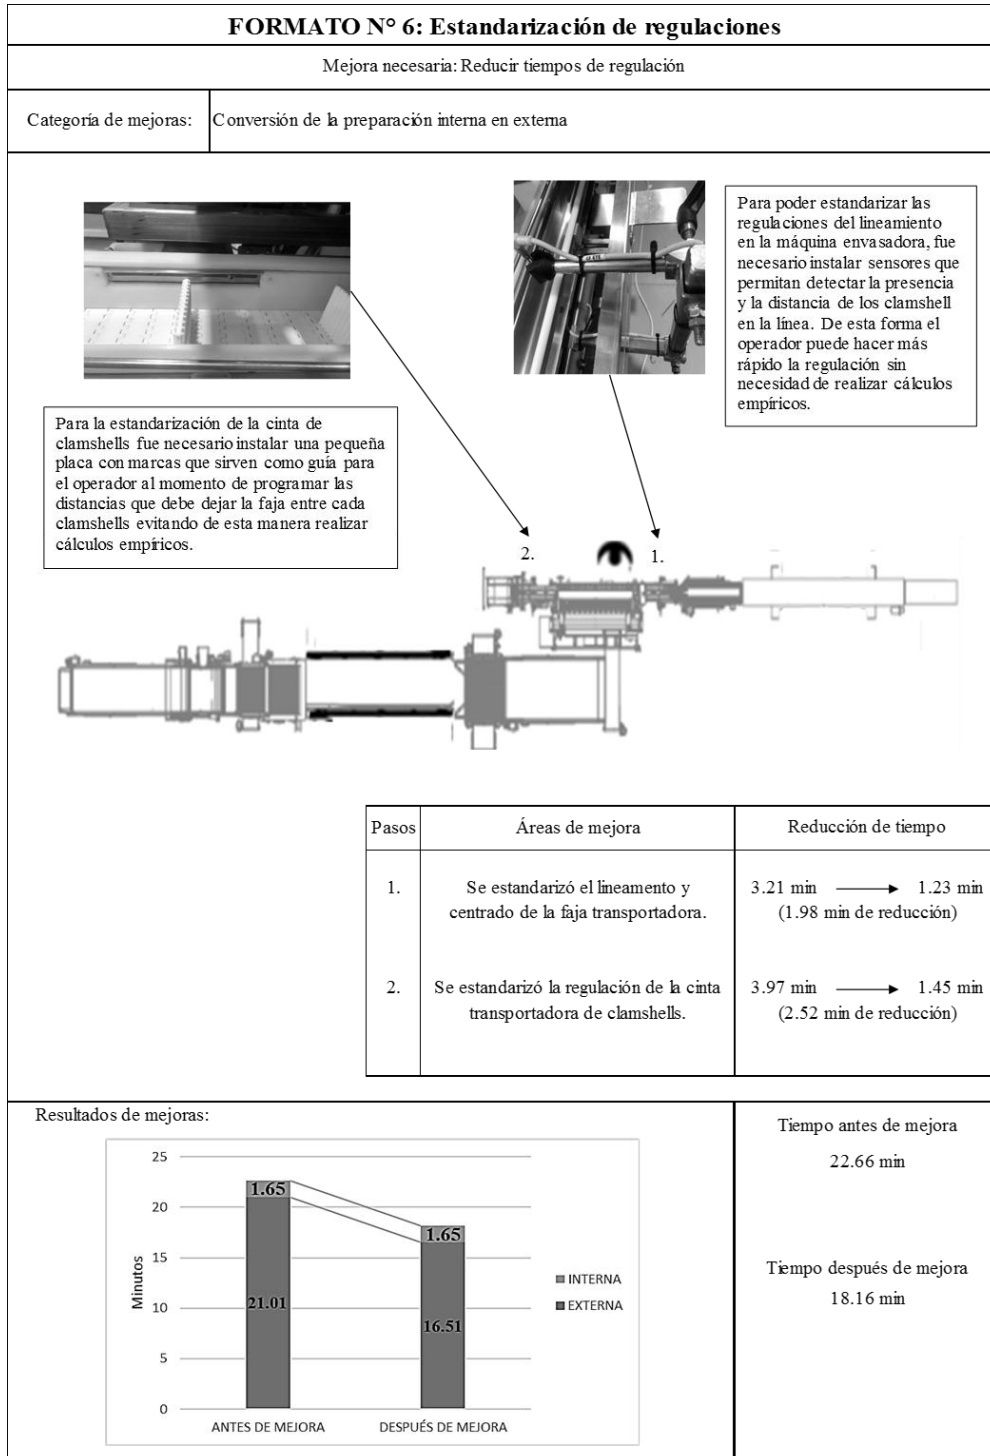 FORMATO N° 6: Estandarización de regulaciones
Mejora necesaria: Reducir tiempos de regulación
Categoría de mejoras:
Conversión de la preparación interna en externa
Para poder estandarizar las
regulaciones del lineamiento
en la máquina envasadora, fue
necesario instalar sensores que
permitan detectar la presencia
y la distancia de los clamshell
en la línea. De esta forma el
operador puede hacer más
rápido la regulación sin
necesidad de realizar cálculos
empíricos.
Para la estandarización de la cinta de
clamshells fue necesario instalar una pequeña
placa con marcas que sirven como guía para
el operador al momento de programar las
distancias que debe dejar la faja entre cada
clamshells evitando de esta manera realizar
cálculos empíricos.
2.
1.
Pasos
Áreas de mejora
Reducción de tiempo
1.
Se estandarizó el lineamento y
centrado de la faja transportadora.
3.21 min → 1.23 min
(1.98 min de reducción)
2.
Se estandarizó la regulación de la cinta
transportadora de clamshells.
3.97 min → 1.45 min
(2.52 min de reducción)
Resultados de mejoras:
25
20
15
10
5
0
Minutos
1.65
21.01
1.65
16.51
ANTES DE MEJORA
DESPUÉS DE MEJORA
INTERNA
EXTERNA
Tiempo antes de mejora
22.66 min
Tiempo después de mejora
18.16 min